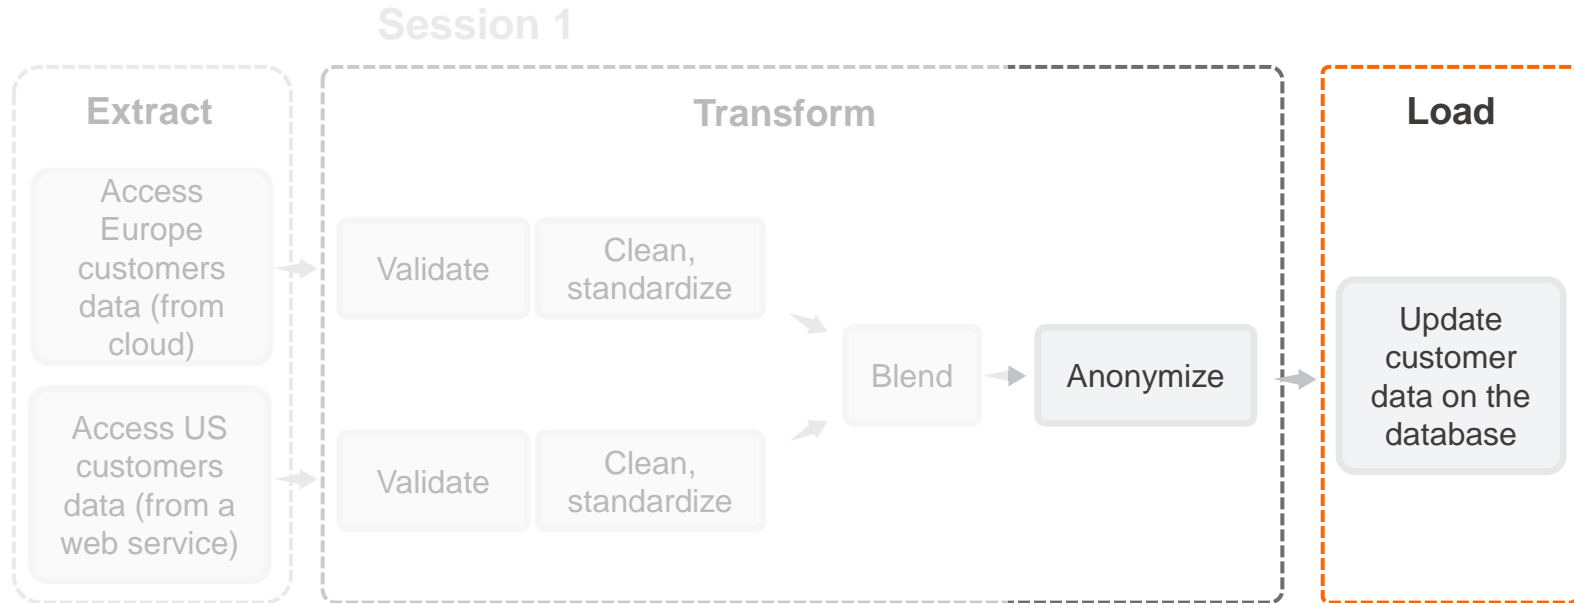 Session 1
Extract
Access
Europe
customers
data (from
cloud)
Access US
customers
data (from a
web service)
Transform
Validate
Clean,
standardize
Validate
Clean,
standardize
Blend
Anonymize
Load
Update
customer
data on the
database